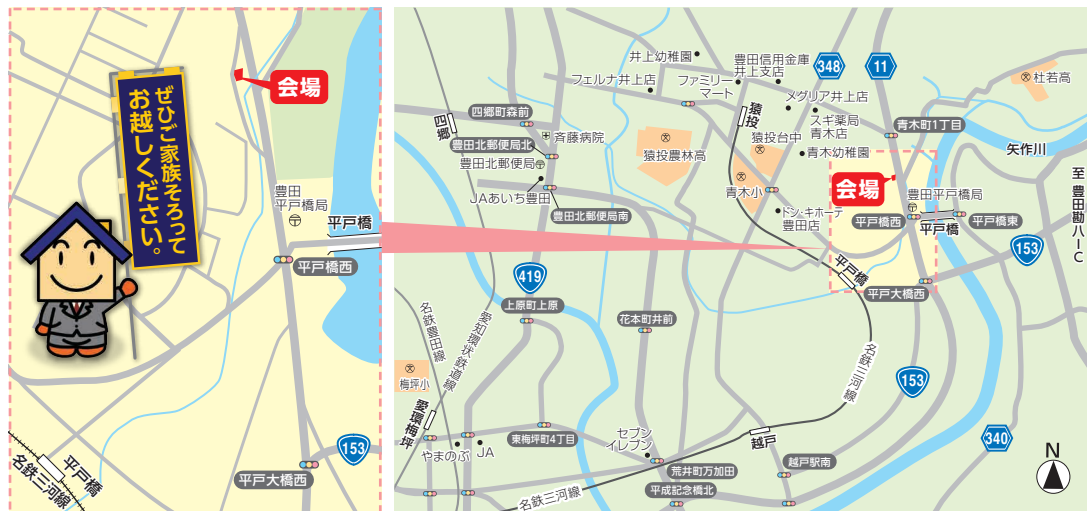 会場
ぜひご家族そろって
お越しください。
豊田
平戸橋局
平戸橋
平戸橋西
153
平戸大橋西
平戸橋
名鉄三河線
井上幼稚園
豊田信用金庫
井上支店
348
11
杜若高
フェルナ井上店
ファミリー
マート
メグリア井上店
四郷
四郷町森前
猿投
スギ薬局
青木店
青木町1丁目
斉藤病院
豊田北郵便局北
猿投台中
矢作川
豊田北郵便局
猿投農林高
青木幼稚園
至 豊田勘八IC
JAあいち豊田
青木小
会場
豊田平戸橋局
豊田北郵便局南
ドン・キホーテ
豊田店
平戸橋西
平戸橋
平戸橋東
153
419
平戸橋
平戸大橋西
上原町上原
花本町井前
名鉄豊田線
愛知環状鉄道線
名鉄三河線
梅坪小
153
愛環梅坪
東梅坪町4丁目
セブン
イレブン
越戸
340
やまのぶ
JA
荒井町万加田
越戸駅南
N
名鉄三河線
平成記念橋北